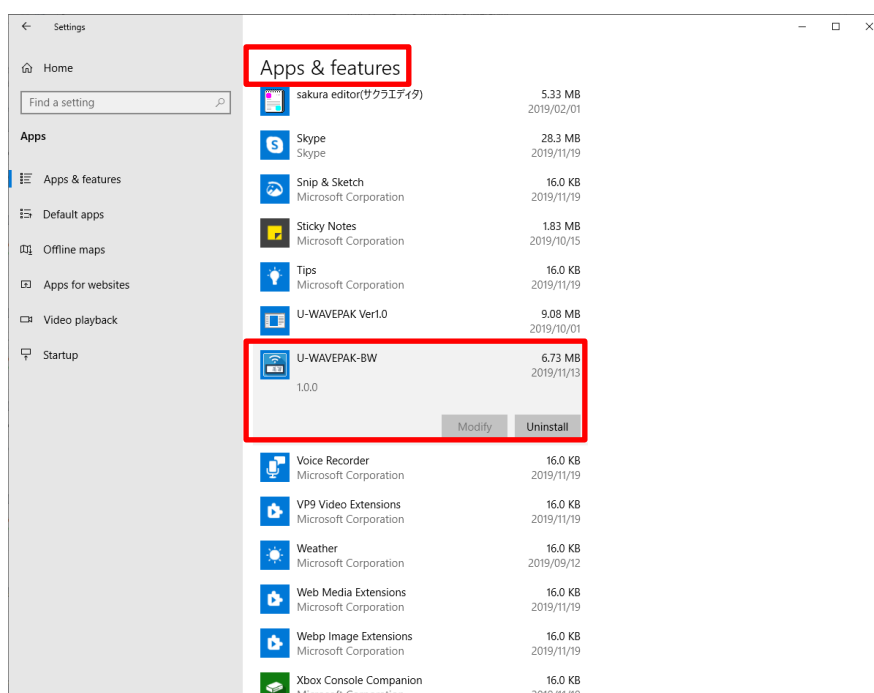 Settings
Home
Find a setting
Apps
Apps & features
Default apps
Offline maps
Apps for websites
Video playback
Startup
Apps & features
sakura editor(サクラエディタ) 5.33 MB
2019/02/01
Skype 28.3 MB
Skype 2019/11/19
Snip & Sketch 16.0 KB
Microsoft Corporation 2019/11/19
Sticky Notes 1.83 MB
Microsoft Corporation 2019/10/15
Tips 16.0 KB
Microsoft Corporation 2019/11/19
U-WAVEPAK Ver1.0 9.08 MB
2019/10/01
U-WAVEPAK-BW 6.73 MB
2019/11/13
1.0.0
Modify Uninstall
Voice Recorder 16.0 KB
Microsoft Corporation 2019/11/19
VP9 Video Extensions 16.0 KB
Microsoft Corporation 2019/11/19
Weather 16.0 KB
Microsoft Corporation 2019/09/12
Web Media Extensions 16.0 KB
Microsoft Corporation 2019/11/19
Webp Image Extensions 16.0 KB
Microsoft Corporation 2019/11/19
Xbox Console Companion 16.0 KB